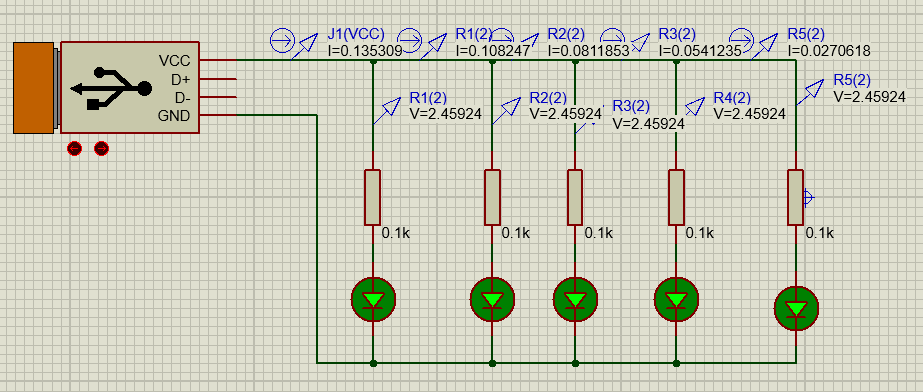 J1(VCC)
I=0.135309
R1(2)
I=0.108247
R2(2)
I=0.0811853
R3(2)
I=0.0541235
R5(2)
I=0.0270618
VCC
D+
D-
GND
R1(2)
V=2.45924
R2(2)
V=2.45924
R3(2)
V=2.45924
R4(2)
V=2.45924
R5(2)
V=2.45924
0.1k
0.1k
0.1k
0.1k
0.1k